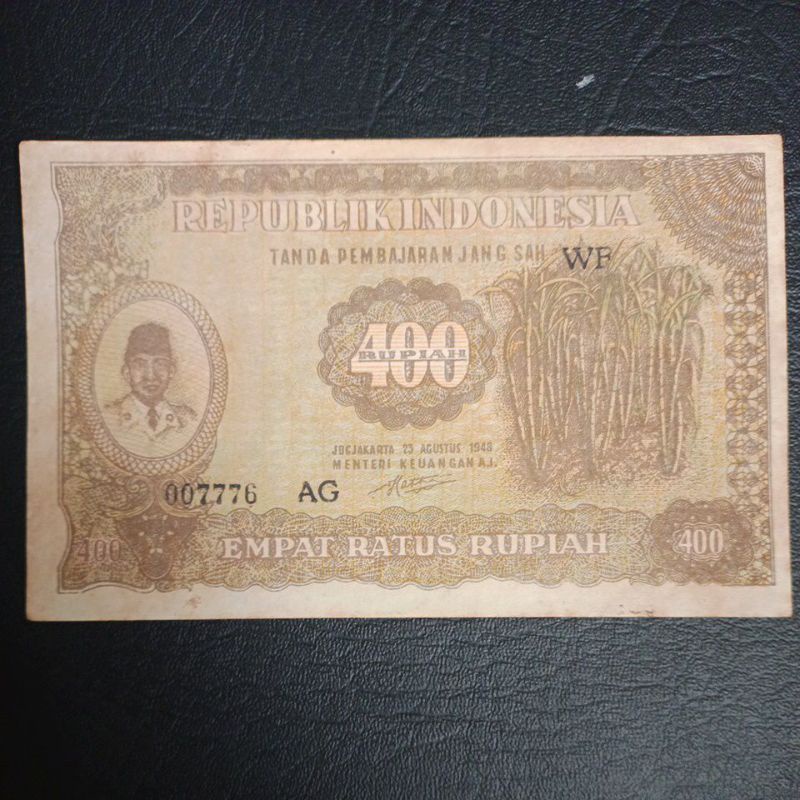 REPUBLIK INDONESIA
TANDA PEMBAJARAN JANG SAH
WF
400
RUPIAH
JOGJAKARTA 23 AGUSTUS 1948
MENTERI KEUANGAN A.I.
007776 AG
400
EMPAT RATUS RUPIAH
400